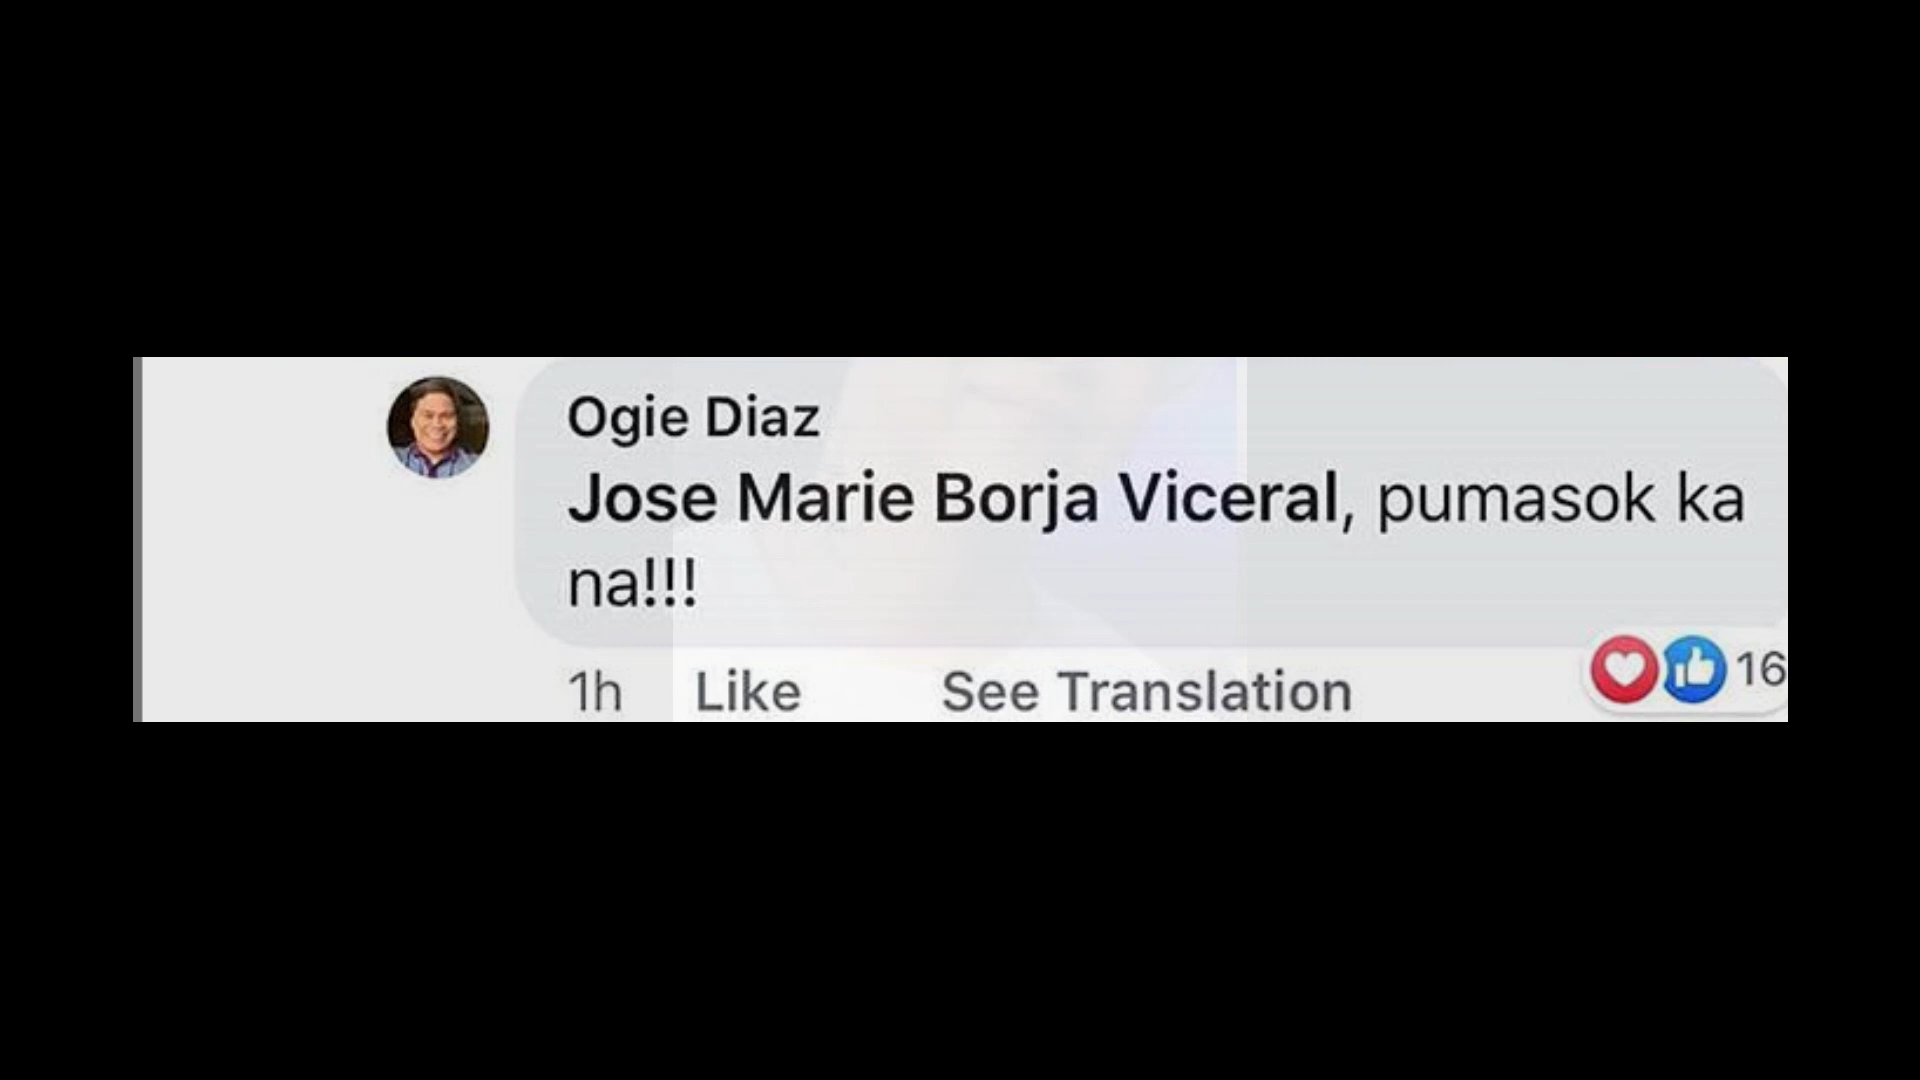 Ogie Diaz
Jose Marie Borja Viceral, pumasok ka
na!!!
1h Like See Translation 16